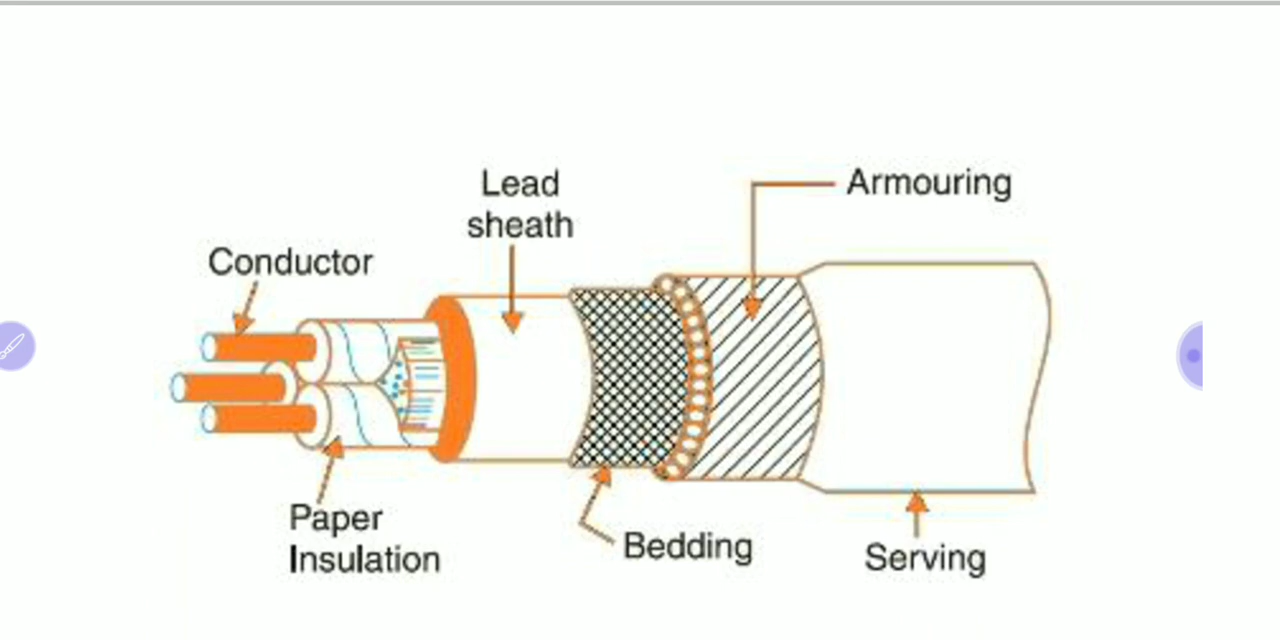 Lead
sheath
Armouring
Conductor
Paper
Insulation
Bedding
Serving